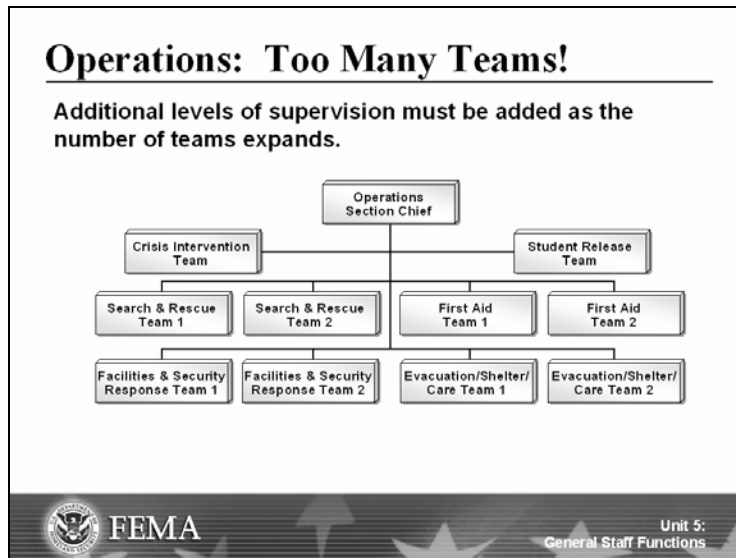 Operations: Too Many Teams!
Additional levels of supervision must be added as the
number of teams expands.
Operations
Section Chief
Crisis Intervention
Team
Student Release
Team
Search & Rescue
Team 1
Search & Rescue
Team 2
First Aid
Team 1
First Aid
Team 2
Facilities & Security
Response Team 1
Facilities & Security
Response Team 2
Evacuation/Shelter/
Care Team 1
Evacuation/Shelter/
Care Team 2
FEMA
Unit 5:
General Staff Functions